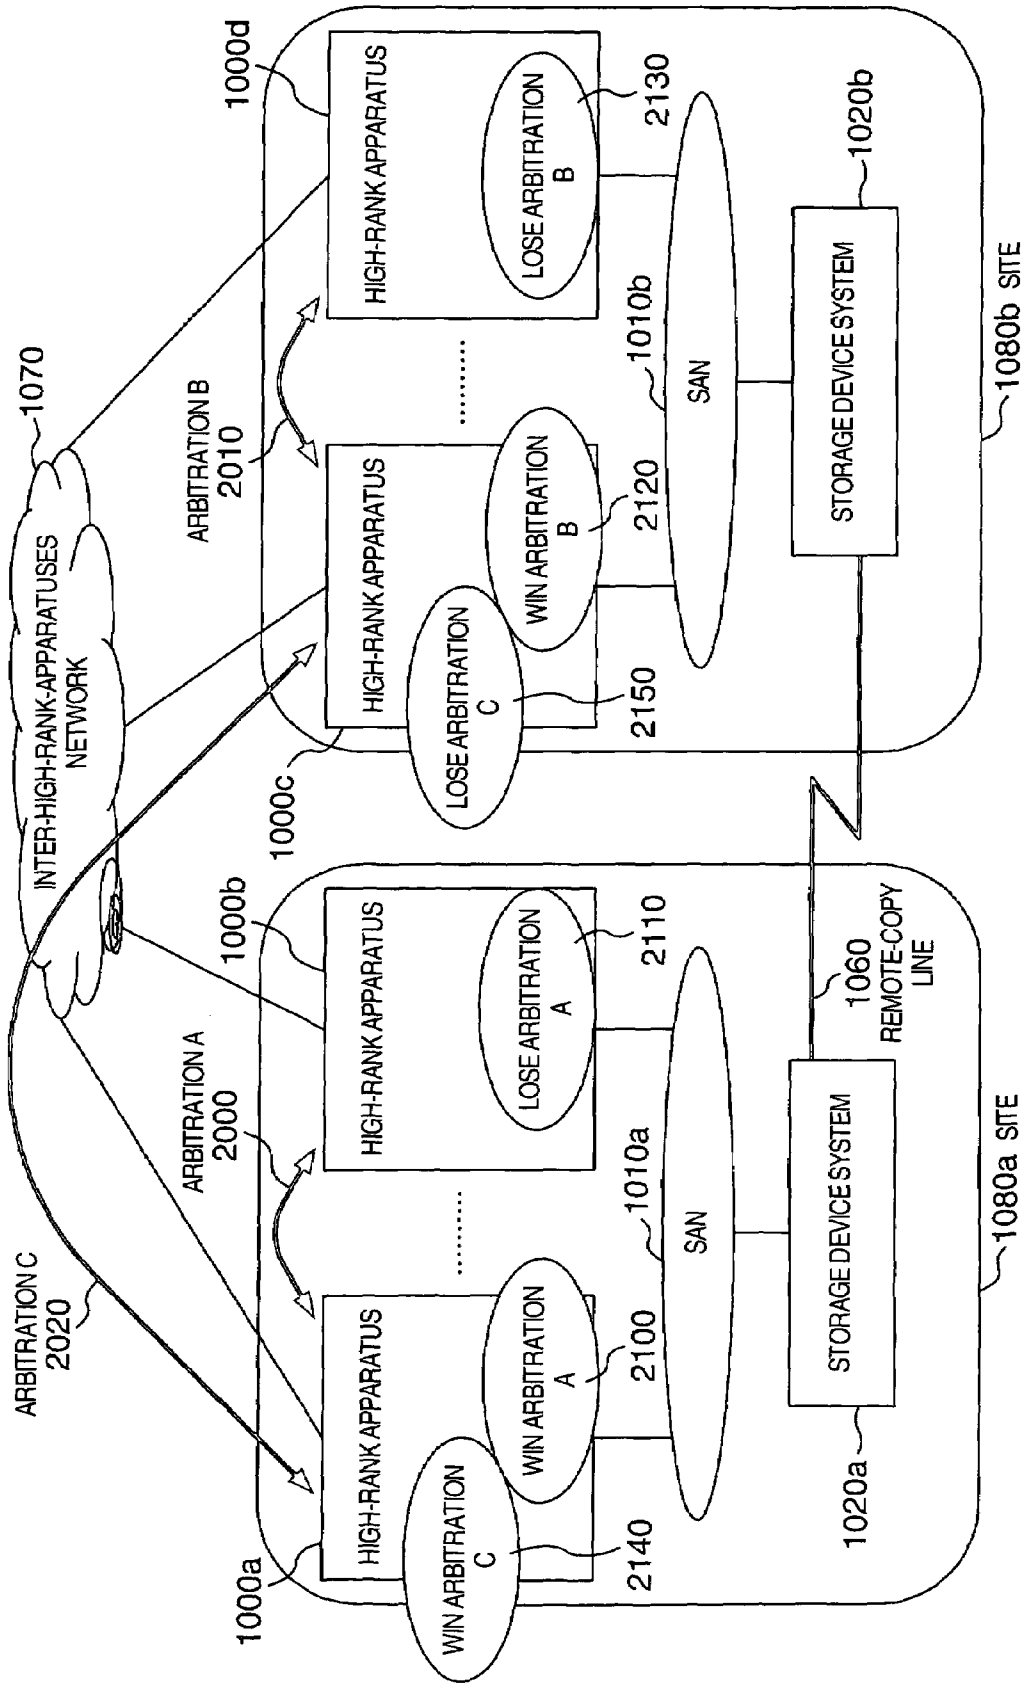 INTER-HIGH-RANK-APPARATUSES
NETWORK
1070
ARBITRATION C
2020
ARBITRATION A
2000
ARBITRATION B
2010
1000a
HIGH-RANK APPARATUS
WIN ARBITRATION
C
2140
WIN ARBITRATION
A
2100
1000b
HIGH-RANK APPARATUS
LOSE ARBITRATION
A
2110
1010a
SAN
1020a
STORAGE DEVICE SYSTEM
1080a SITE
1060
REMOTE-COPY
LINE
1000c
HIGH-RANK APPARATUS
LOSE ARBITRATION
C
2150
WIN ARBITRATION
B
2120
1000d
HIGH-RANK APPARATUS
LOSE ARBITRATION
B
2130
1010b
SAN
STORAGE DEVICE SYSTEM
1020b
1080b SITE